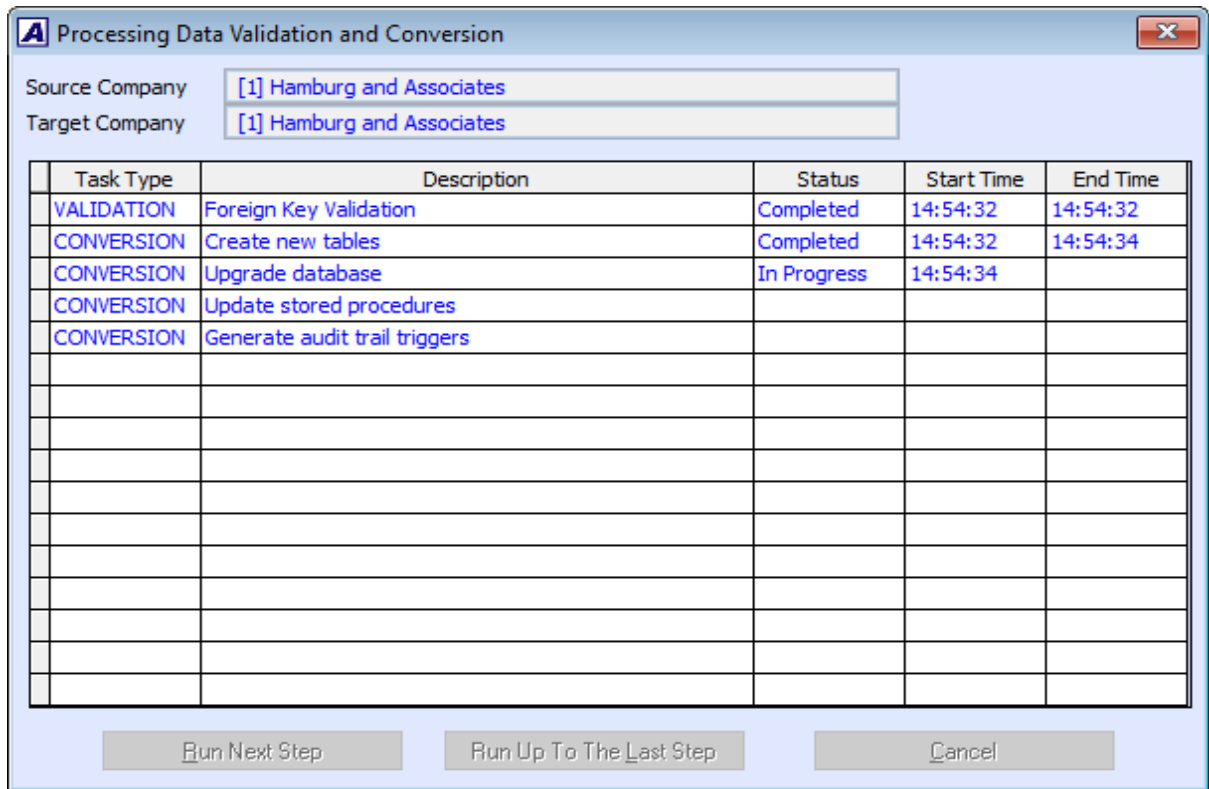 A Processing Data Validation and Conversion
Source Company [1] Hamburg and Associates
Target Company [1] Hamburg and Associates
Task Type Description Status Start Time End Time
VALIDATION Foreign Key Validation Completed 14:54:32 14:54:32
CONVERSION Create new tables Completed 14:54:32 14:54:34
CONVERSION Upgrade database In Progress 14:54:34
CONVERSION Update stored procedures
CONVERSION Generate audit trail triggers
Run Next Step Run Up To The Last Step Cancel